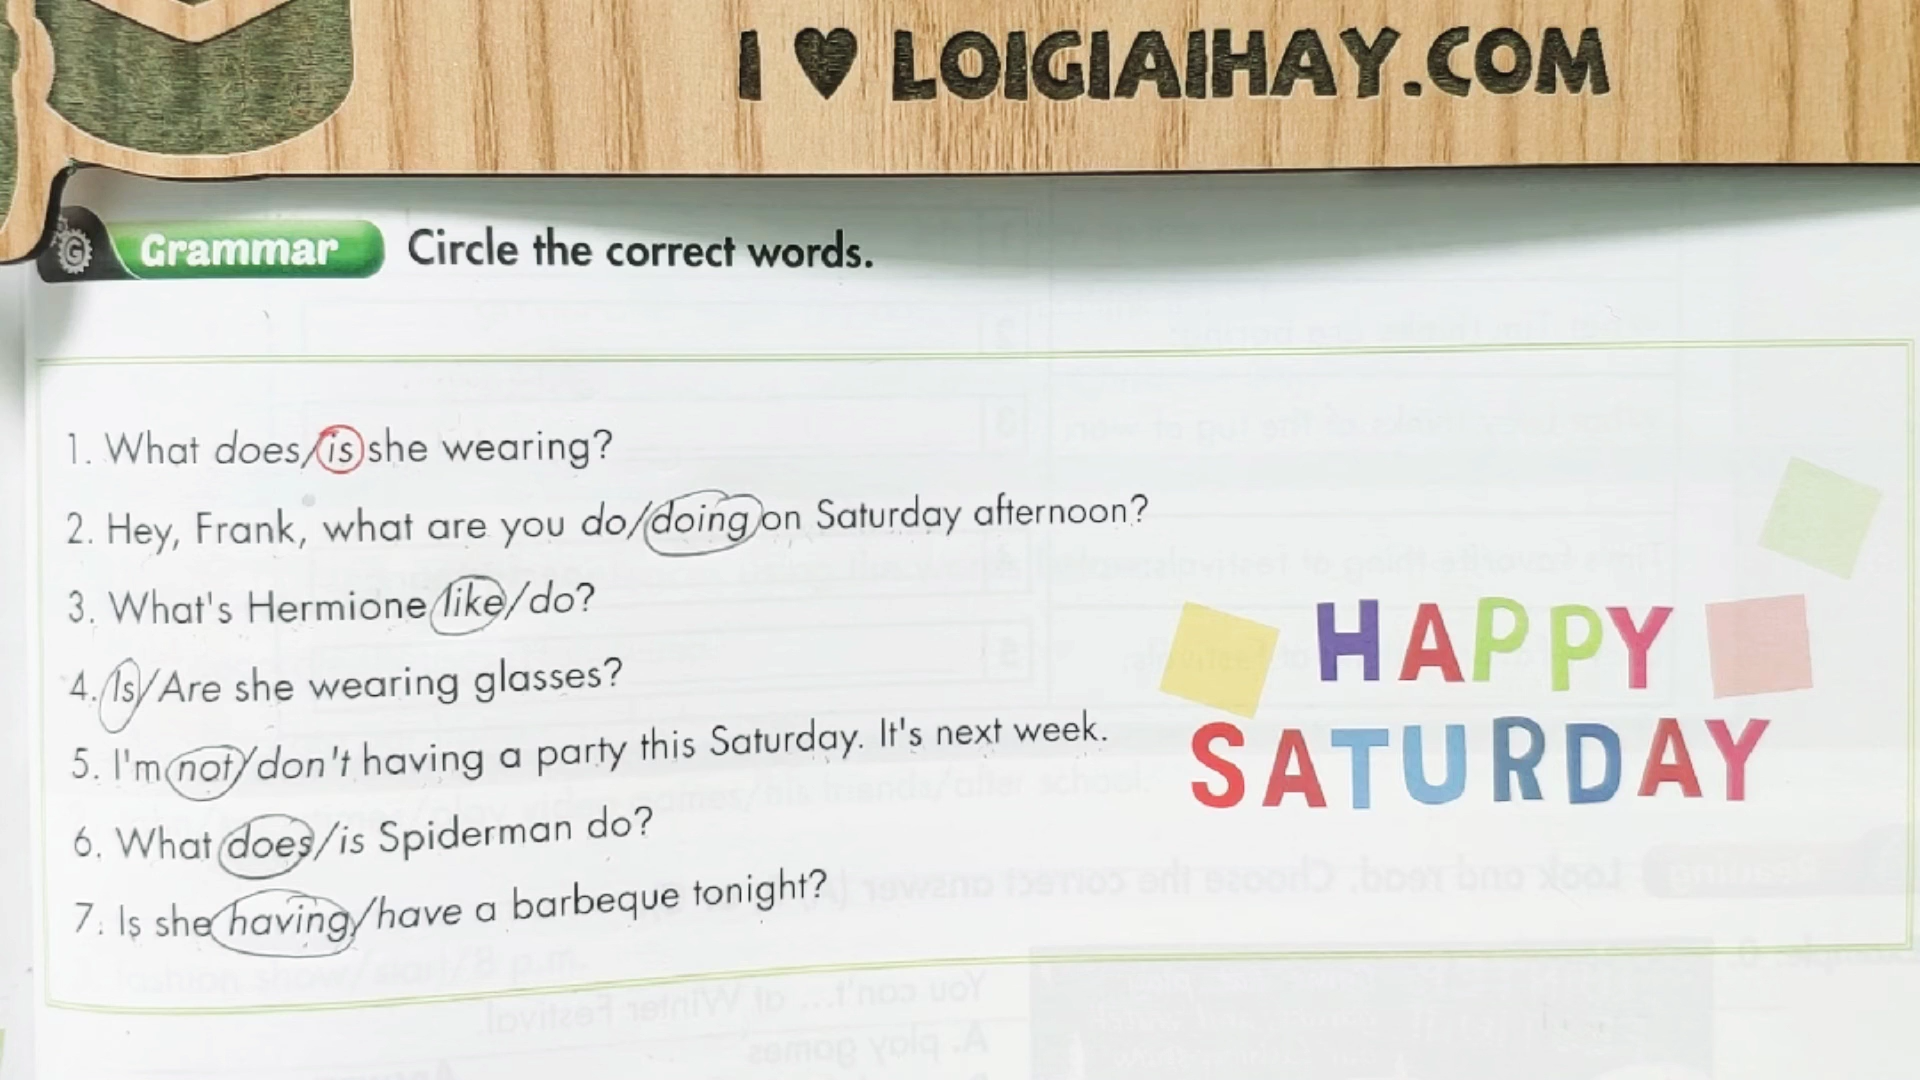 I ♥ LOIGIAIHAY.COM
G Grammar Circle the correct words.
1. What does/is she wearing?
2. Hey, Frank, what are you do/doing on Saturday afternoon?
3. What's Hermione like/do?
4. Is/Are she wearing glasses?
5. I'm not/don't having a party this Saturday. It's next week.
6. What does/is Spiderman do?
7. Is she having/have a barbeque tonight?
HAPPY
SATURDAY